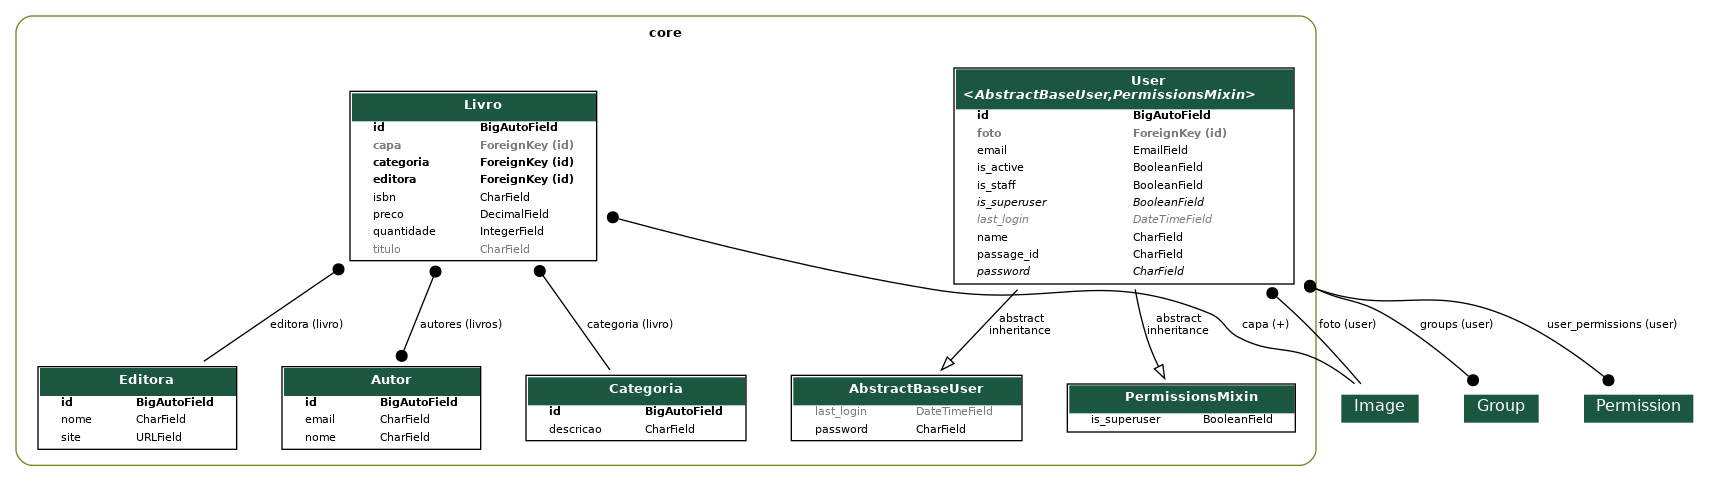 core
Livro
id BigAutoField
capa ForeignKey (id)
categoria ForeignKey (id)
editora ForeignKey (id)
isbn CharField
preco DecimalField
quantidade IntegerField
titulo CharField
User
<AbstractBaseUser,PermissionsMixin>
id BigAutoField
foto ForeignKey (id)
email EmailField
is_active BooleanField
is_staff BooleanField
is_superuser BooleanField
last_login DateTimeField
name CharField
passage_id CharField
password CharField
editora (livro)
autores (livros)
categoria (livro)
abstract
inheritance
abstract
inheritance
capa (+)
foto (user)
groups (user)
user_permissions (user)
Editora
id BigAutoField
nome CharField
site URLField
Autor
id BigAutoField
email CharField
nome CharField
Categoria
id BigAutoField
descricao CharField
AbstractBaseUser
last_login DateTimeField
password CharField
PermissionsMixin
is_superuser BooleanField
Image
Group
Permission